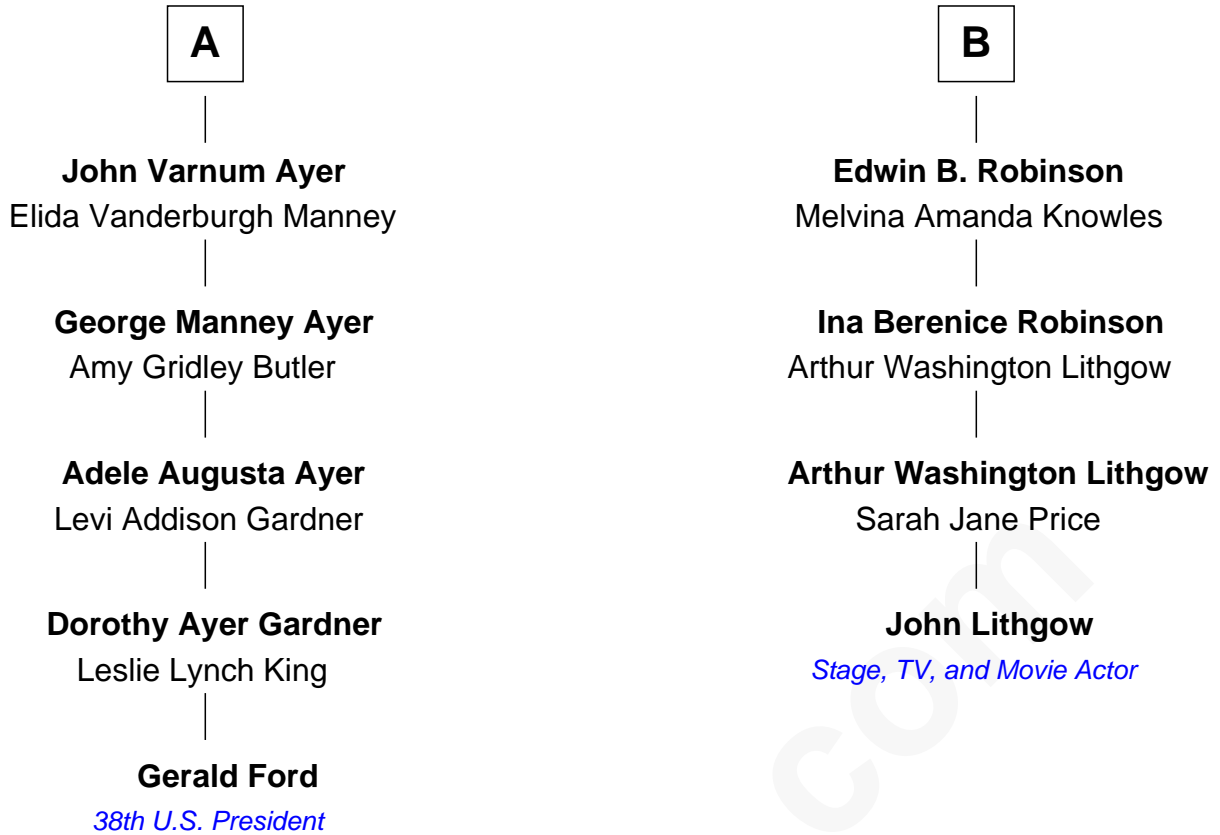 A
John Varnum Ayer
Elida Vanderburgh Manney
George Manney Ayer
Amy Gridley Butler
Adele Augusta Ayer
Levi Addison Gardner
Dorothy Ayer Gardner
Leslie Lynch King
Gerald Ford
38th U.S. President
B
Edwin B. Robinson
Melvina Amanda Knowles
Ina Berenice Robinson
Arthur Washington Lithgow
Arthur Washington Lithgow
Sarah Jane Price
John Lithgow
Stage, TV, and Movie Actor
com